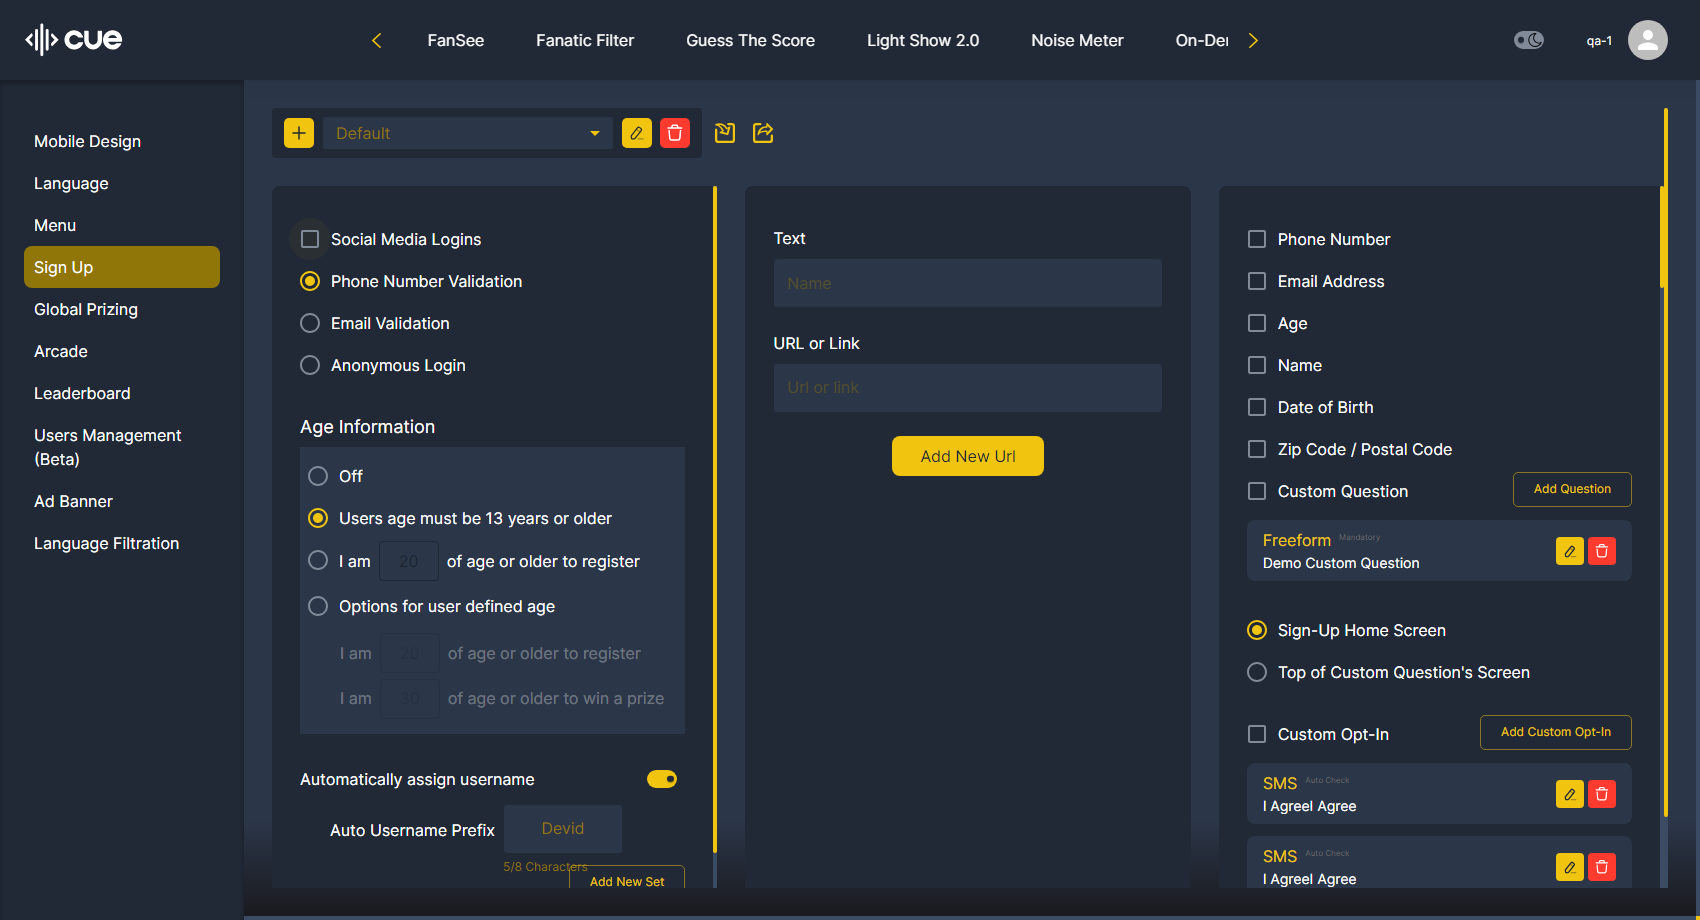 cue
FanSee
Fanatic Filter
Guess The Score
Light Show 2.0
Noise Meter
On-Der
qa-1
Mobile Design
Language
Menu
Sign Up
Global Prizing
Arcade
Leaderboard
Users Management
(Beta)
Ad Banner
Language Filtration
Default
Social Media Logins
Phone Number Validation
Email Validation
Anonymous Login
Age Information
Off
Users age must be 13 years or older
I am 20 of age or older to register
Options for user defined age
I am 20 of age or older to register
I am 30 of age or older to win a prize
Automatically assign username
Auto Username Prefix Devid
5/8 Characters
Add New Set
Text
Name
URL or Link
Url or link
Add New Url
Phone Number
Email Address
Age
Name
Date of Birth
Zip Code / Postal Code
Custom Question Add Question
Freeform Mandatory
Demo Custom Question
Sign-Up Home Screen
Top of Custom Question's Screen
Custom Opt-In Add Custom Opt-In
SMS Auto Check
I AgreeI Agree
SMS Auto Check
I AgreeI Agree